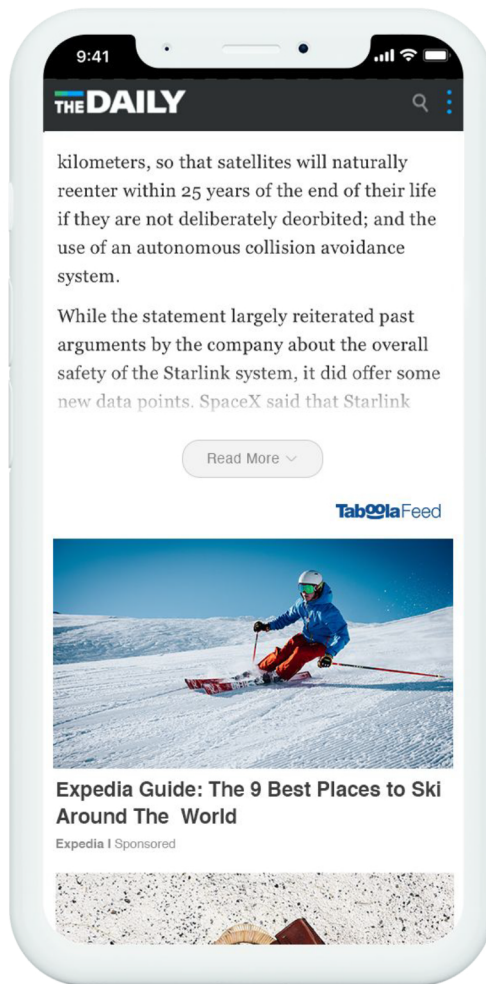 9:41
THE DAILY
kilometers, so that satellites will naturally
reenter within 25 years of the end of their life
if they are not deliberately deorbited; and the
use of an autonomous collision avoidance
system.
While the statement largely reiterated past
arguments by the company about the overall
safety of the Starlink system, it did offer some
new data points. SpaceX said that Starlink
Read More
Taboola Feed
Expedia Guide: The 9 Best Places to Ski
Around The World
Expedia | Sponsored